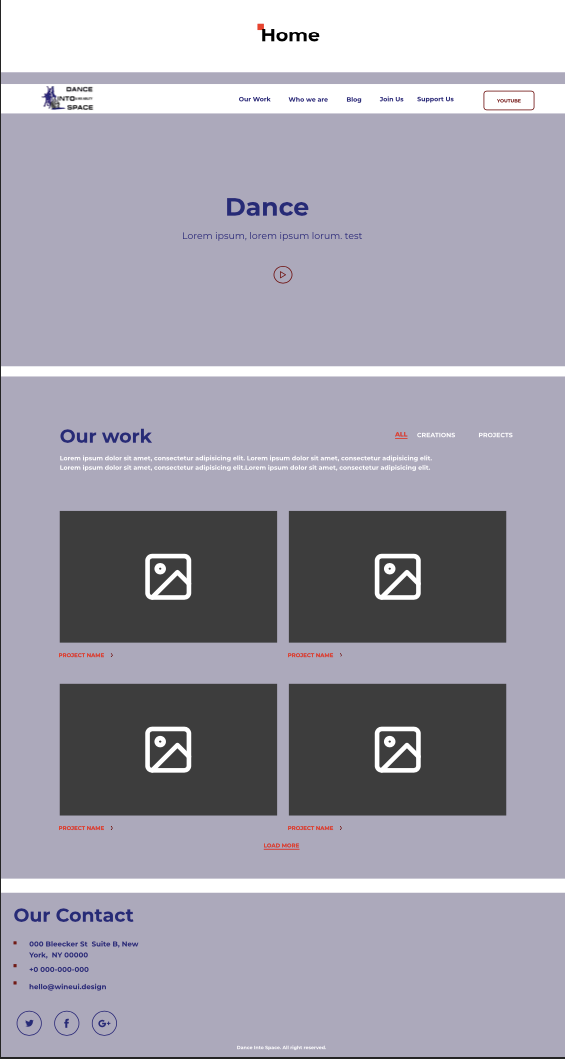 Home
DANCE
INTO
SPACE
Our Work
Who we are
Blog
Join Us
Support Us
YOUTUBE
Dance
Lorem ipsum, lorem ipsum lorum. test
Our work
ALL
CREATIONS
PROJECTS
Lorem ipsum dolor sit amet, consectetur adipisicing elit. Lorem ipsum dolor sit amet, consectetur adipisicing elit.
Lorem ipsum dolor sit amet, consectetur adipisicing elit.Lorem ipsum dolor sit amet, consectetur adipisicing elit.
PROJECT NAME
PROJECT NAME
PROJECT NAME
PROJECT NAME
LOAD MORE
Our Contact
000 Bleecker St  Suite B, New
York,  NY 00000
+0 000-000-000
hello@wineui.design
G+
Dance Into Space. All right reserved.